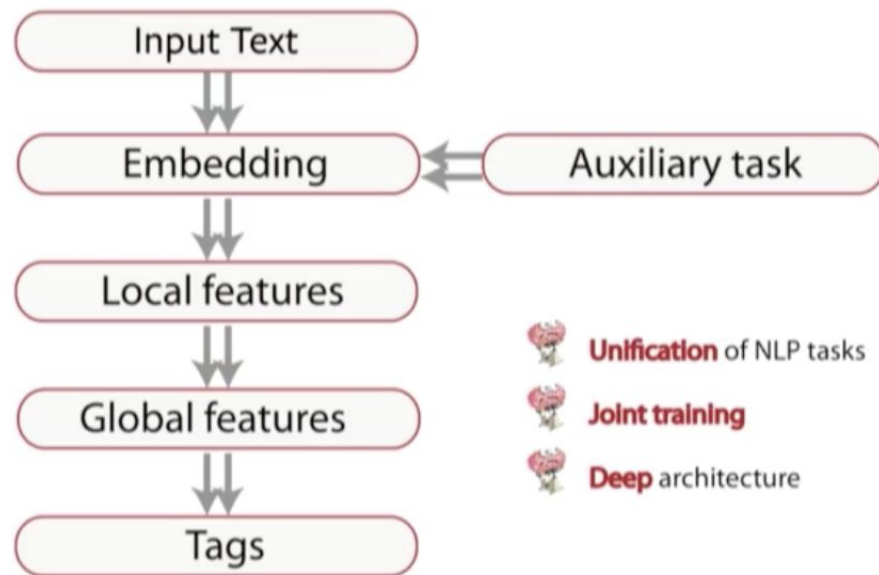 Input Text
Embedding
Auxiliary task
Local features
Global features
Tags
Unification of NLP tasks
Joint training
Deep architecture